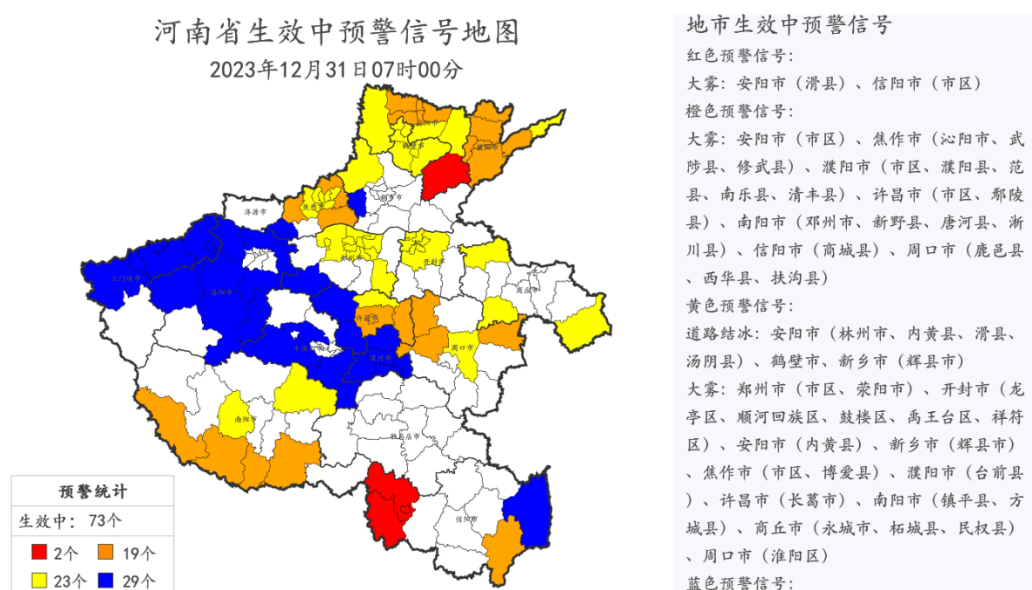 河南省生效中预警信号地图
2023年12月31日07时00分
济源市
三门峡市
洛阳市
南阳市
周口市
漯河市
商丘市
开封市
驻马店市
信阳市
预警统计
生效中: 73个
2个 19个
23个 29个
地市生效中预警信号
红色预警信号:
大雾: 安阳市（滑县）、信阳市（市区）
橙色预警信号:
大雾: 安阳市（市区）、焦作市（沁阳市、武
陟县、修武县）、濮阳市（市区、濮阳县、范
县、南乐县、清丰县）、许昌市（市区、鄢陵
县）、南阳市（邓州市、新野县、唐河县、淅
川县）、信阳市（商城县）、周口市（鹿邑县
、西华县、扶沟县）
黄色预警信号:
道路结冰: 安阳市（林州市、内黄县、滑县、
汤阴县）、鹤壁市、新乡市（辉县市）
大雾: 郑州市（市区、荥阳市）、开封市（龙
亭区、顺河回族区、鼓楼区、禹王台区、祥符
区）、安阳市（内黄县）、新乡市（辉县市）
、焦作市（市区、博爱县）、濮阳市（台前县
）、许昌市（长葛市）、南阳市（镇平县、方
城县）、商丘市（永城市、柘城县、民权县）
、周口市（淮阳区）
蓝色预警信号: